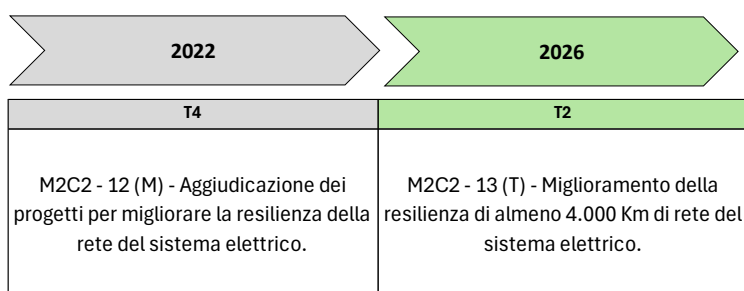 2022
2026
T4
T2
M2C2 - 12 (M) - Aggiudicazione dei
progetti per migliorare la resilienza della
rete del sistema elettrico.
M2C2 - 13 (T) - Miglioramento della
resilienza di almeno 4.000 Km di rete del
sistema elettrico.